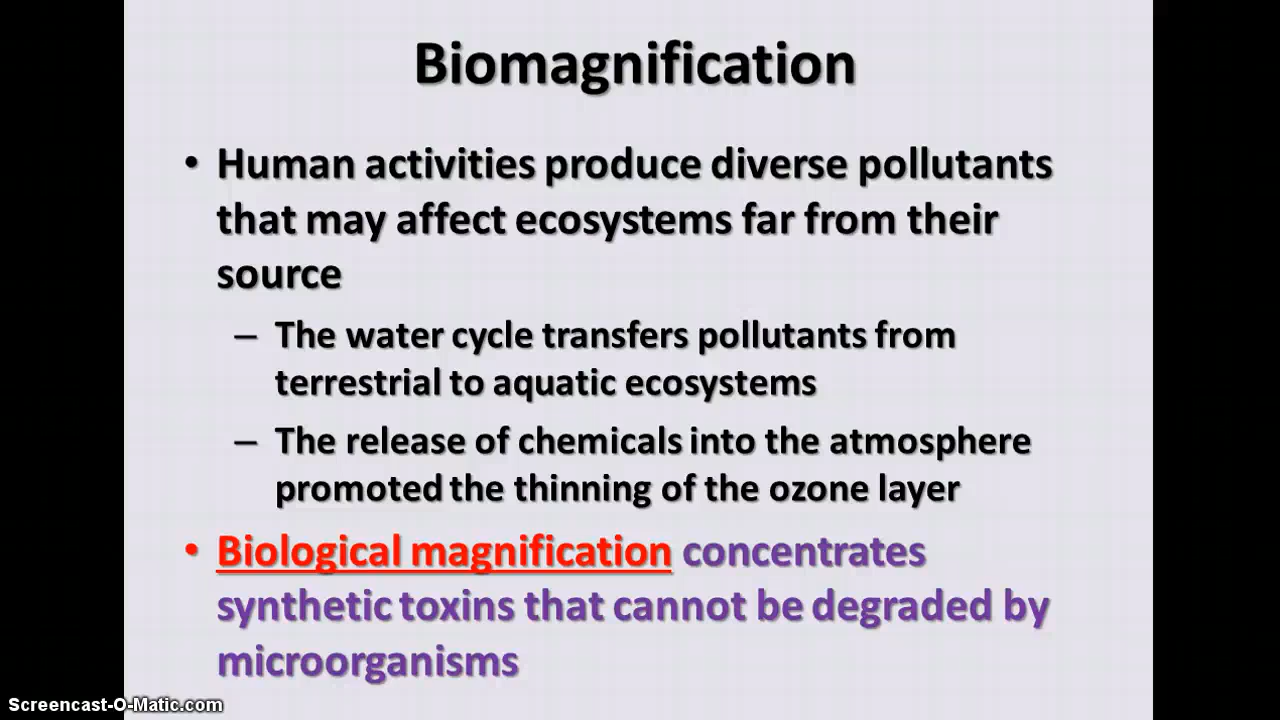 Biomagnification
• Human activities produce diverse pollutants
that may affect ecosystems far from their
source
– The water cycle transfers pollutants from
terrestrial to aquatic ecosystems
– The release of chemicals into the atmosphere
promoted the thinning of the ozone layer
• Biological magnification concentrates
synthetic toxins that cannot be degraded by
microorganisms
Screencast-O-Matic.com